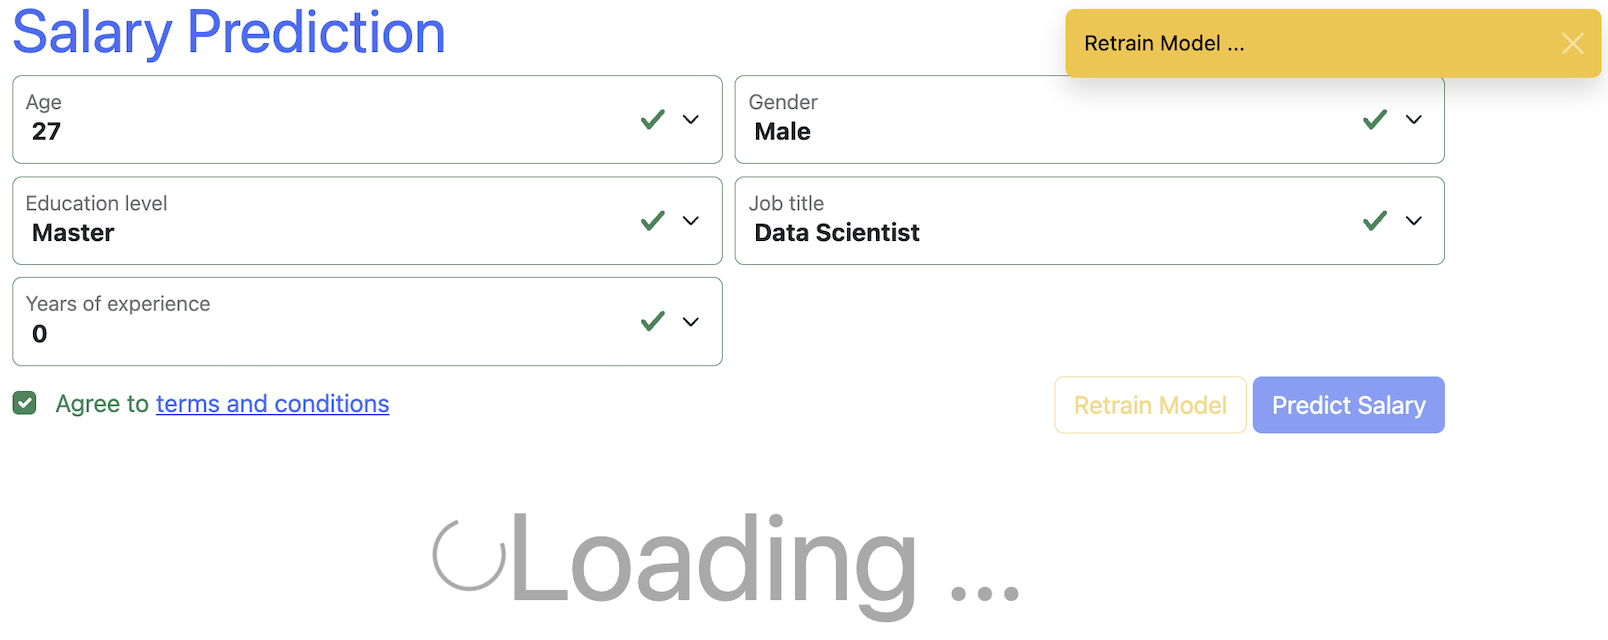 Salary Prediction
Retrain Model ...
Age
27
Gender
Male
Education level
Master
Job title
Data Scientist
Years of experience
0
Agree to terms and conditions
Retrain Model
Predict Salary
Loading ...